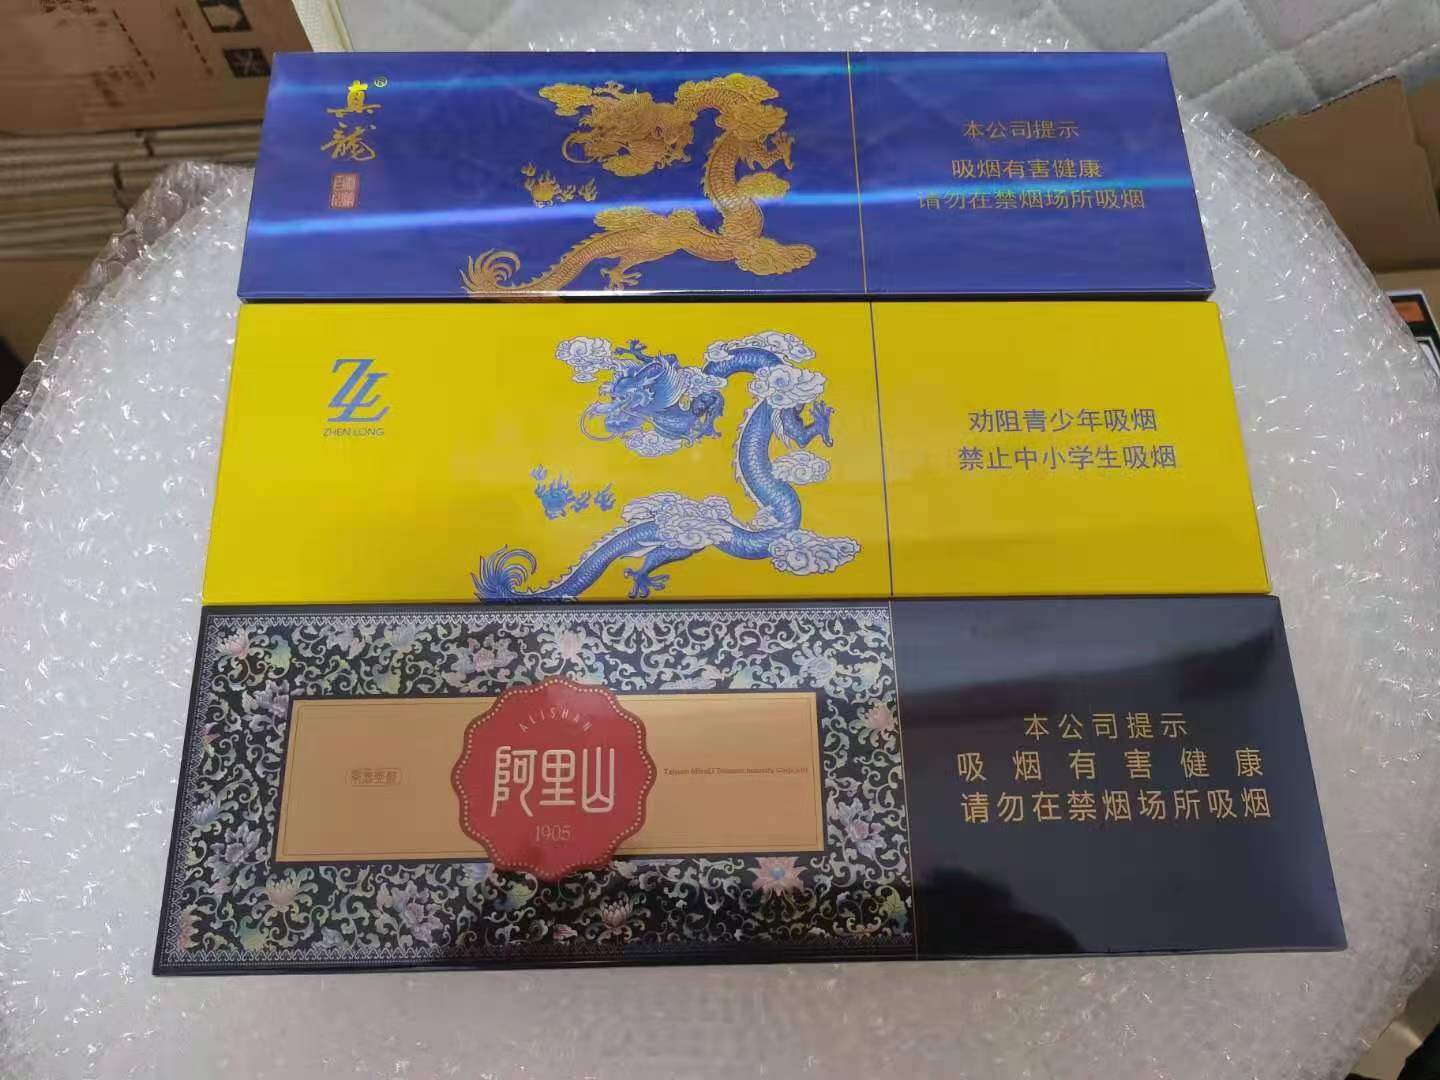 真龍
本公司提示
吸烟有害健康
请勿在禁烟场所吸烟
ZL
ZHEN LONG
劝阻青少年吸烟
禁止中小学生吸烟
ALISHAN
阿里山
1905
本公司提示
吸烟有害健康
请勿在禁烟场所吸烟